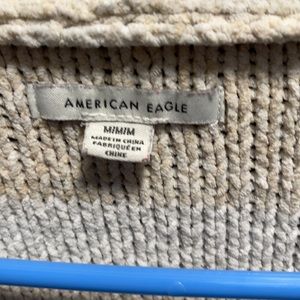 AMERICAN EAGLE
M/M/M
MADE IN CHINA
FABRIQUÉ EN
CHINE